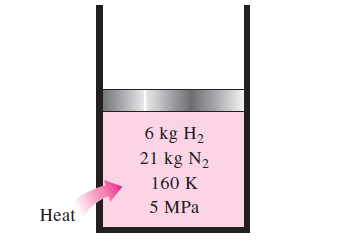 6 kg H₂
21 kg N₂
160 K
5 MPa
Heat